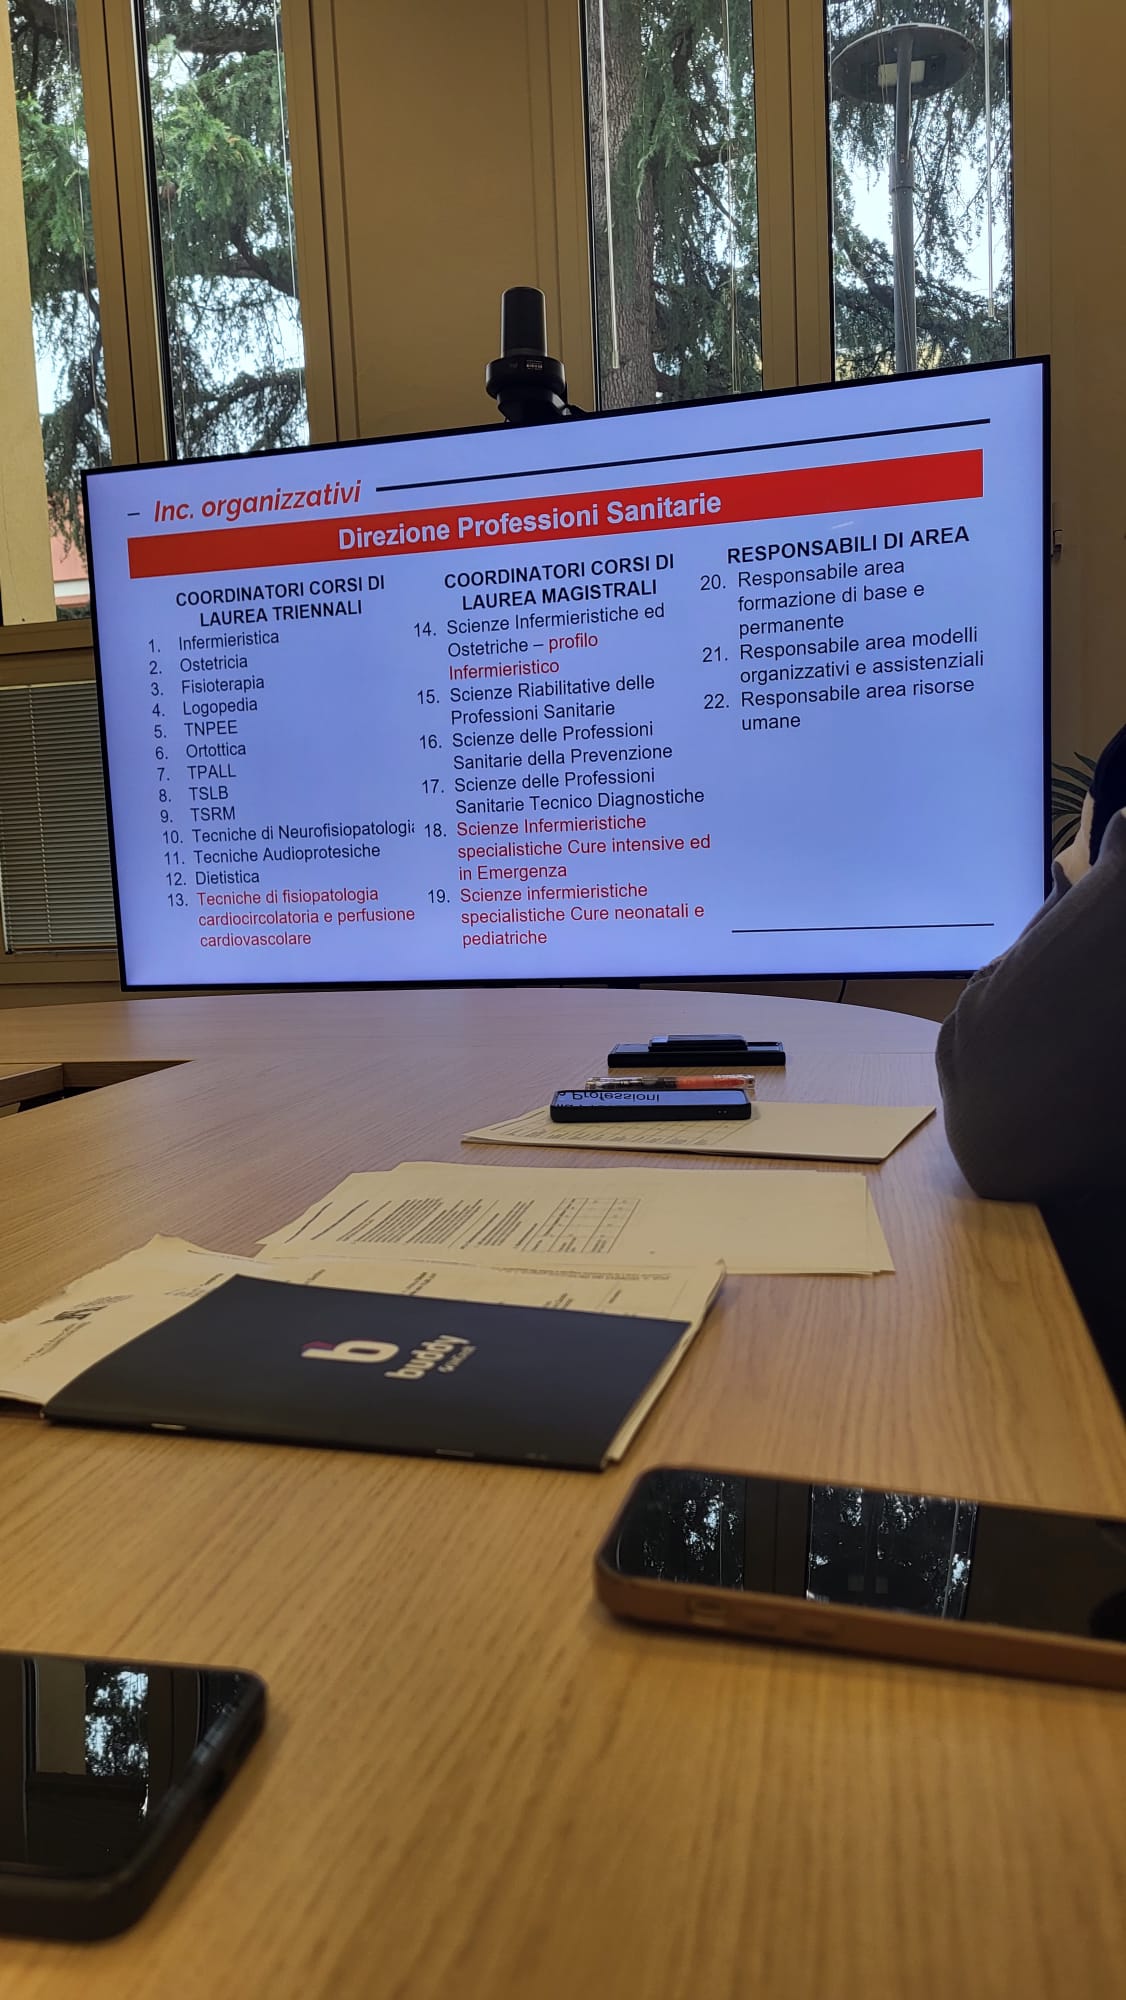 – Inc. organizzativi
Direzione Professioni Sanitarie
COORDINATORI CORSI DI
LAUREA TRIENNALI
1. Infermieristica
2. Ostetricia
3. Fisioterapia
4. Logopedia
5. TNPEE
6. Ortottica
7. TPALL
8. TSLB
9. TSRM
10. Tecniche di Neurofisiopatologia
11. Tecniche Audioprotesiche
12. Dietistica
13. Tecniche di fisiopatologia
cardiocircolatoria e perfusione
cardiovascolare
COORDINATORI CORSI DI
LAUREA MAGISTRALI
14. Scienze Infermieristiche ed
Ostetriche – profilo
Infermieristico
15. Scienze Riabilitative delle
Professioni Sanitarie
16. Scienze delle Professioni
Sanitarie della Prevenzione
17. Scienze delle Professioni
Sanitarie Tecnico Diagnostiche
18. Scienze Infermieristiche
specialistiche Cure intensive ed
in Emergenza
19. Scienze infermieristiche
specialistiche Cure neonatali e
pediatriche
RESPONSABILI DI AREA
20. Responsabile area
formazione di base e
permanente
21. Responsabile area modelli
organizzativi e assistenziali
22. Responsabile area risorse
umane
Professioni
b
buddy